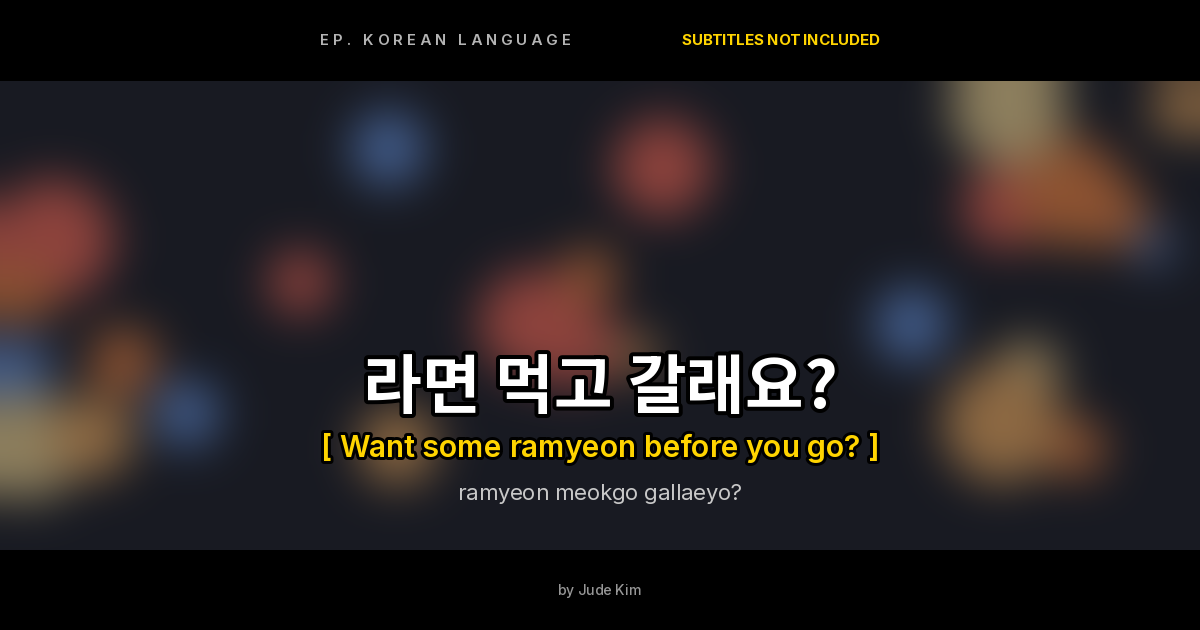 EP. KOREAN LANGUAGE
SUBTITLES NOT INCLUDED
라면 먹고 갈래요?
[ Want some ramyeon before you go? ]
ramyeon meokgo gallaeyo?
by Jude Kim